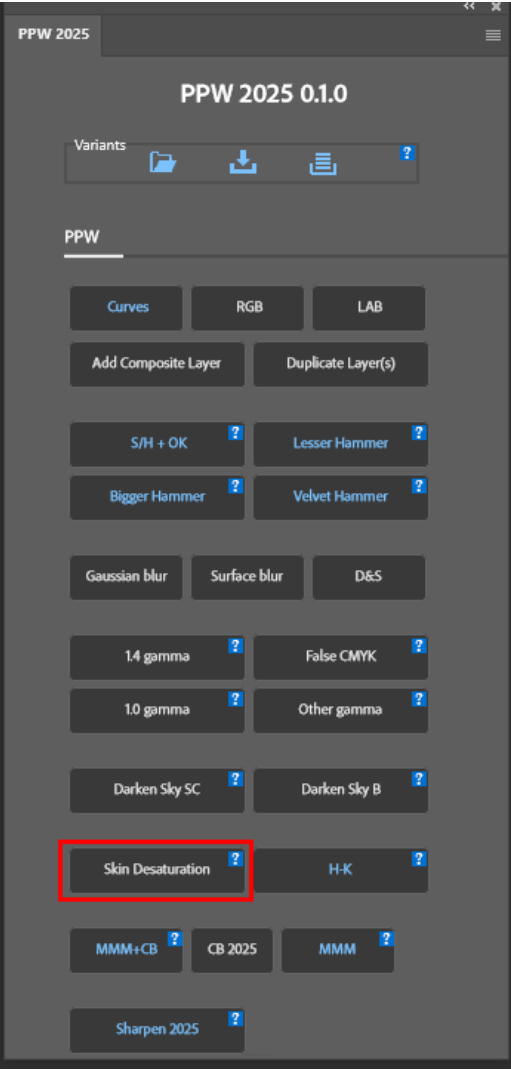 PPW 2025
PPW 2025 0.1.0
Variants ?
PPW
Curves RGB LAB
Add Composite Layer Duplicate Layer(s)
S/H + OK ? Lesser Hammer ?
Bigger Hammer ? Velvet Hammer ?
Gaussian blur Surface blur D&S
1.4 gamma ? False CMYK ?
1.0 gamma ? Other gamma ?
Darken Sky SC ? Darken Sky B ?
Skin Desaturation ? H-K ?
MMM+CB ? CB 2025 MMM ?
Sharpen 2025 ?